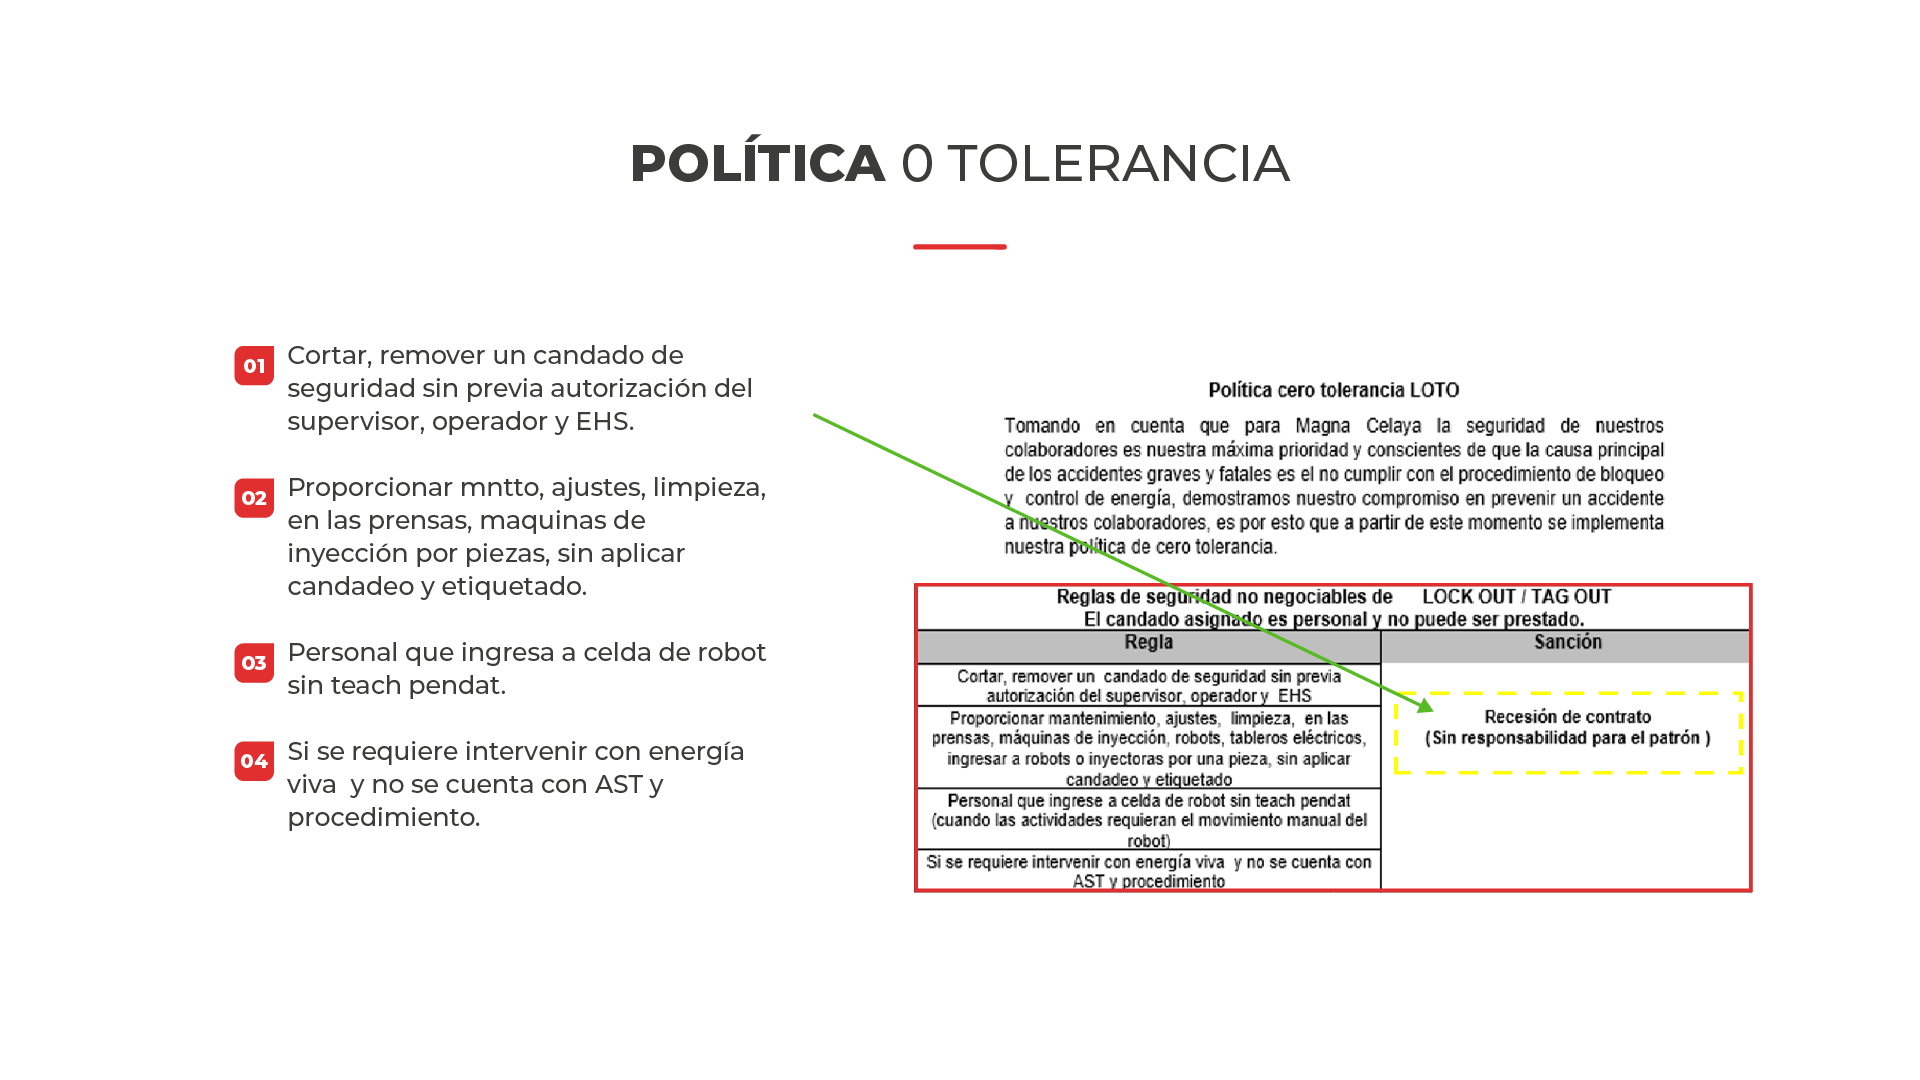 POLÍTICA 0 TOLERANCIA
01
Cortar, remover un candado de
seguridad sin previa autorización del
supervisor, operador y EHS.
02
Proporcionar mntto, ajustes, limpieza,
en las prensas, maquinas de
inyección por piezas, sin aplicar
candadeo y etiquetado.
03
Personal que ingresa a celda de robot
sin teach pendat.
04
Si se requiere intervenir con energía
viva y no se cuenta con AST y
procedimiento.
Política cero tolerancia LOTO
Tomando en cuenta que para Magna Celaya la seguridad de nuestros
colaboradores es nuestra máxima prioridad y conscientes de que la causa principal
de los accidentes graves y fatales es el no cumplir con el procedimiento de bloqueo
y control de energía, demostramos nuestro compromiso en prevenir un accidente
a nuestros colaboradores, es por esto que a partir de este momento se implementa
nuestra política de cero tolerancia.
Reglas de seguridad no negociables de LOCK OUT / TAG OUT
El candado asignado es personal y no puede ser prestado.
Regla
Sanción
Cortar, remover un candado de seguridad sin previa
autorización del supervisor, operador y EHS
Proporcionar mantenimiento, ajustes, limpieza, en las
prensas, máquinas de inyección, robots, tableros eléctricos,
ingresar a robots o inyectoras por una pieza, sin aplicar
candadeo y etiquetado
Personal que ingrese a celda de robot sin teach pendat
(cuando las actividades requieran el movimiento manual del
robot)
Si se requiere intervenir con energía viva y no se cuenta con
AST y procedimiento
Recesión de contrato
(Sin responsabilidad para el patrón )